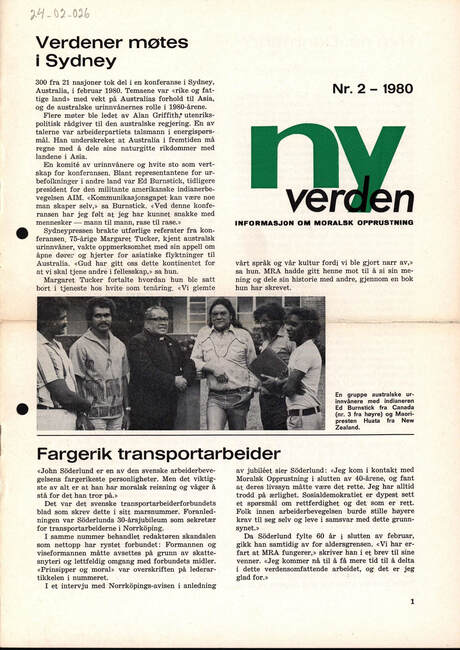 24-02-026
Verdener møtes
i Sydney
300 fra 21 nasjoner tok del i en konferanse i Sydney,
Australia, i februar 1980. Temaene var «rike og fat-
tige land» med vekt på Australias forhold til Asia,
og de australske urinnvåneres rolle i 1980-årene.
Flere møter ble ledet av Alan Griffith, utenriks-
politisk rådgiver til den australske regjering. En av
talerne var arbeiderpartiets talsmann i energispørs-
mål. Han underskreket at Australia i fremtiden må
regne med å dele sine naturgitte rikdommer med
landene i Asia.
En komité av urinnvånere og hvite sto som vert-
skap for konferansen. Blant representantene for ur-
befolkninger i andre land var Ed Burnstick, tidligere
president for den militante amerikanske indianerbe-
vegelsen AIM. «Kommunikasjonsgapet kan være noe
man skaper selv,» sa Burnstick. «Ved denne konfe-
ransen har jeg følt at jeg har kunnet snakke med
mennesker — mann til mann, rase til rase.»
Sydneypressen brakte utførlige referater fra kon-
feransen. 75-årige Margaret Tucker, kjent australsk
urinnvåner, vakte oppmerksomhet med sin appell om
åpne dører og hjerter for asiatiske flyktninger til
Australia. «Gud har gitt oss dette kontinentet for
at vi skal tjene andre i fellesskap,» sa hun.
Margaret Tucker fortalte hvordan hun ble satt
bort i tjeneste hos hvite som tenåring. «Vi glemte
Nr. 2 – 1980
ny
verden
INFORMASJON OM MORALSK OPPRUSTNING
vårt språk og vår kultur fordi vi ble gjort narr av,»
sa hun. MRA hadde gitt henne mot til å si sin me-
ning og dele sin historie med andre, gjennom en bok
hun har skrevet.
En gruppe australske ur-
innvånere med indianeren
Ed Burnstick fra Canada
(nr. 3 fra høyre) og Maori-
presten Huata fra New
Zealand.
Fargerik transportarbeider
«John Söderlund er en av den svenske arbeiderbeve-
gelsens fargerikeste personligheter. Men det viktig-
ste av alt er at han har moralsk reisning og våger å
stå for det han tror på.»
Det var det svenske transportarbeiderforbundets
blad som skrev dette i sitt marsnummer. Foranled-
ningen var Söderlunds 30-årsjubileum som sekretær
for transportarbeiderne i Norrköping.
I samme nummer behandlet redaktøren skandalen
som nettopp har rystet forbundet: Formannen og
viseformannen måtte avsettes på grunn av skatte-
snyteri og lettferdig omgang med forbundets midler.
«Prinsipper og moral» var overskriften på lederar-
tikkelen i nummeret.
I et intervju med Norrköpings-avisen i anledning
av jubiléet sier Söderlund: «Jeg kom i kontakt med
Moralsk Opprustning i slutten av 40-årene, og fant
at deres livssyn måtte være det rette. Jeg har alltid
trodd på ærlighet. Sosialdemokratiet er dypest sett
et spørsmål om rettferdighet og det som er rett.
Folk innen arbeiderbevegelsen burde stille høyere
krav til seg selv og leve i samsvar med dette grunn-
synet.»
Da Söderlund fylte 60 år i slutten av februar,
gikk han samtidig av for aldersgrensen. «Vi har er-
fart at MRA fungerer,» skriver han i et brev til sine
venner. «Jeg kommer nå til å få mere tid til å delta
i dette verdensomfattende arbeidet, og det er jeg
glad for.»
1